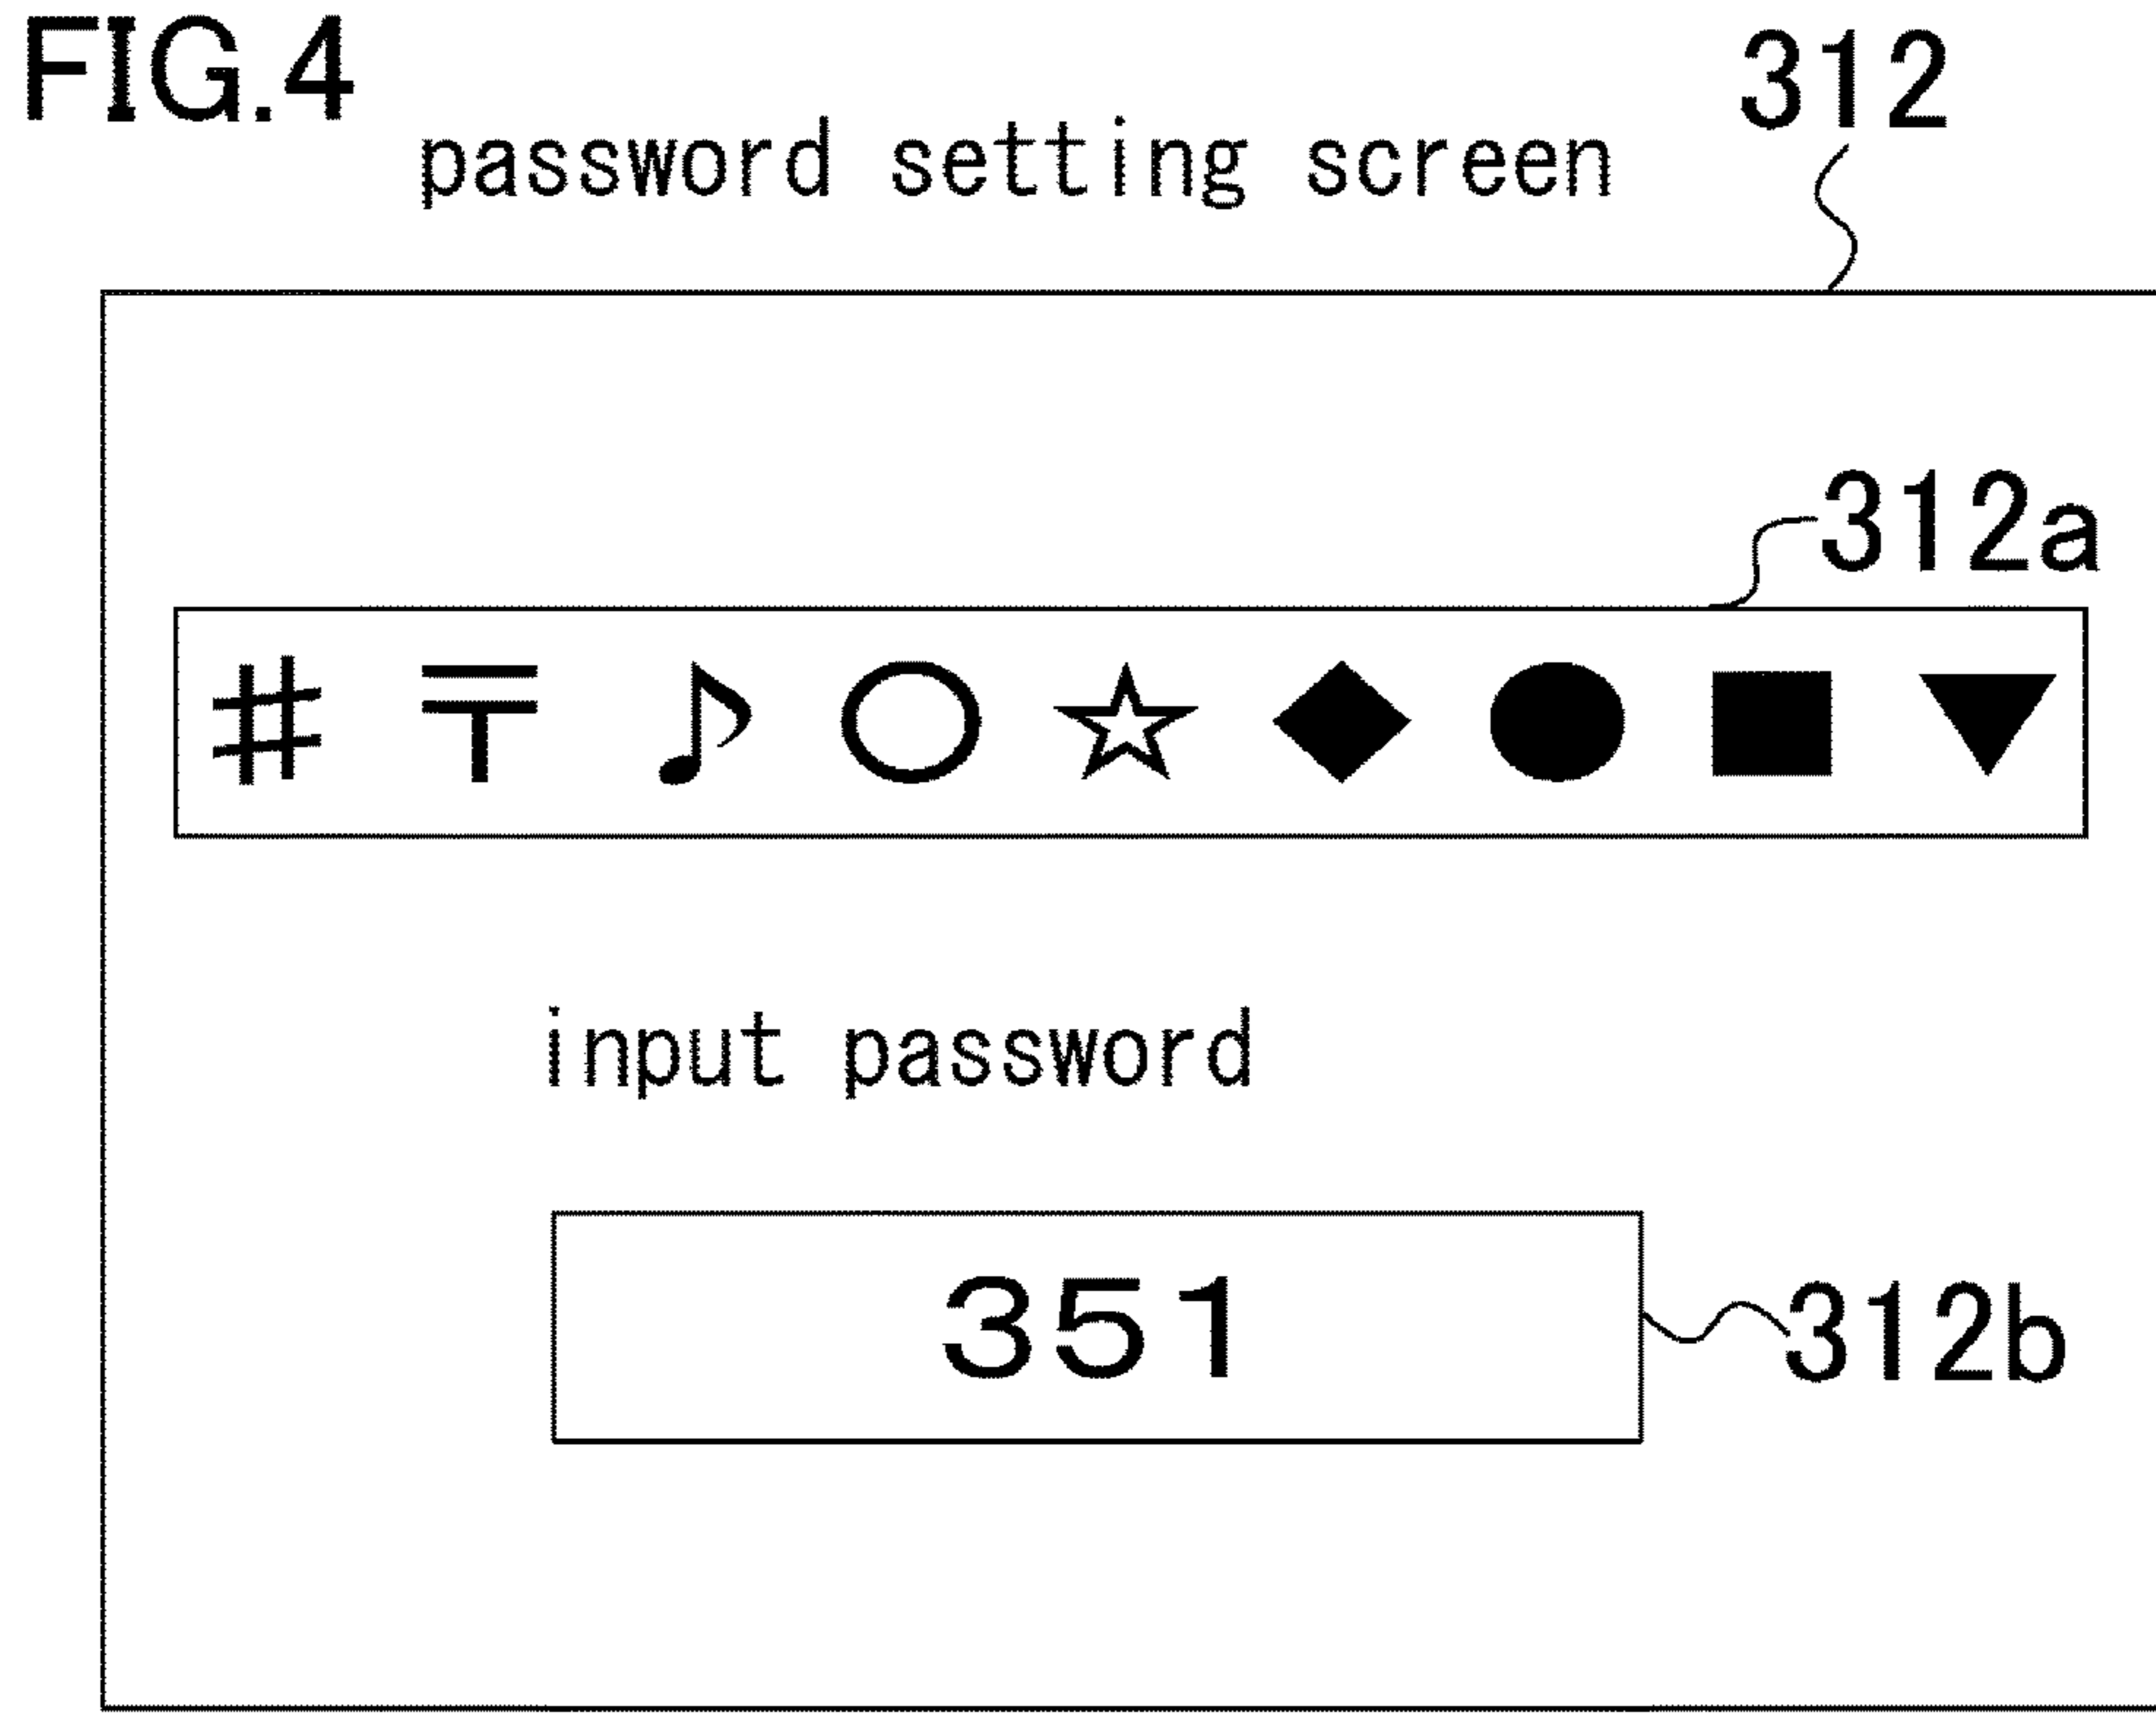 FIG.4
312
password setting screen
312a
♯ 〒 ♪ ○ ☆ ◆ ● ■ ▼
input password
351
312b